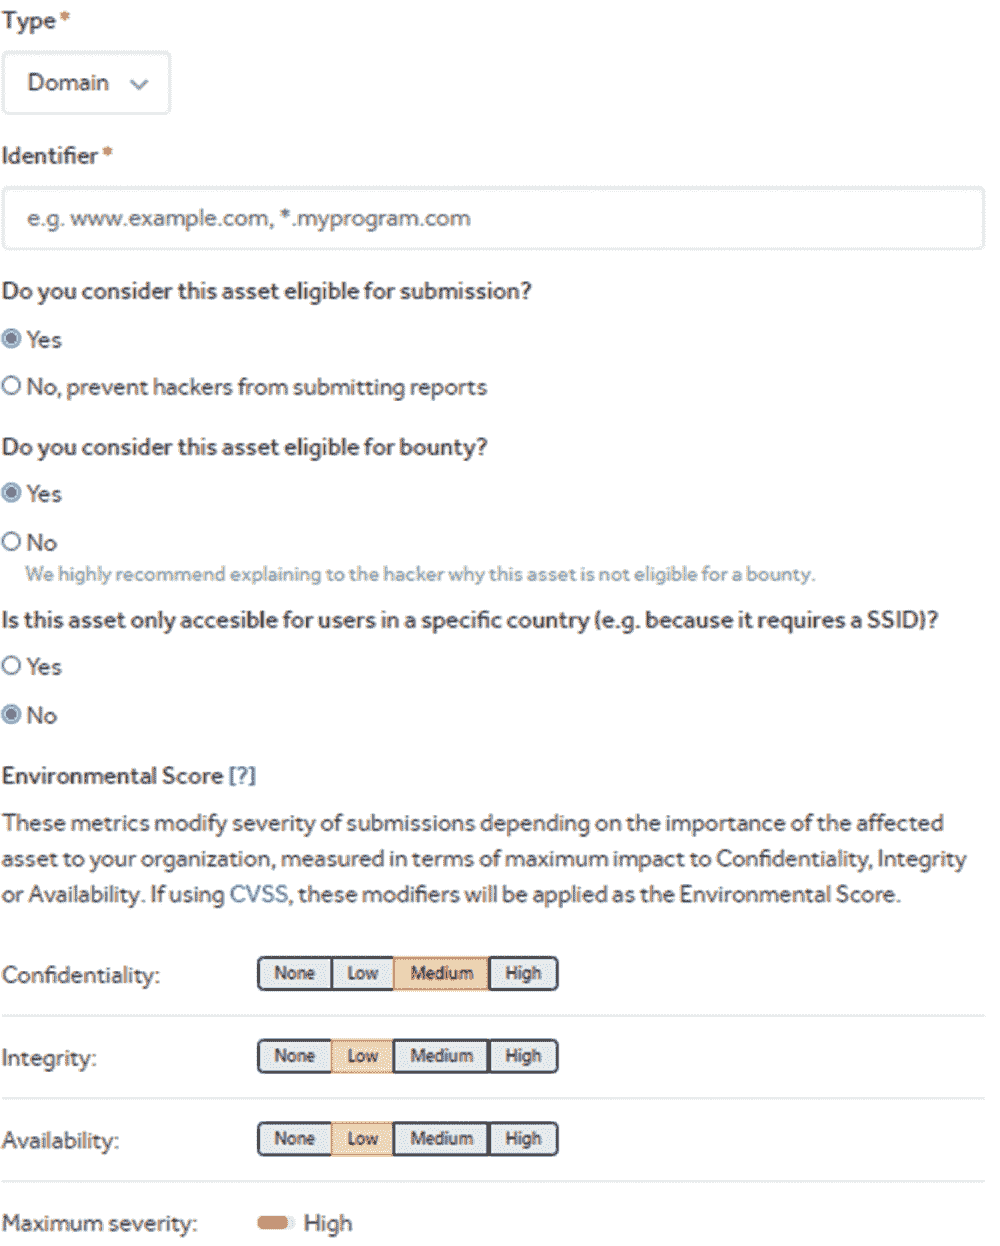 Type*
Domain
Identifier*
e.g. www.example.com, *.myprogram.com
Do you consider this asset eligible for submission?
Yes
No, prevent hackers from submitting reports
Do you consider this asset eligible for bounty?
Yes
No
We highly recommend explaining to the hacker why this asset is not eligible for a bounty.
Is this asset only accesible for users in a specific country (e.g. because it requires a SSID)?
Yes
No
Environmental Score [?]
These metrics modify severity of submissions depending on the importance of the affected
asset to your organization, measured in terms of maximum impact to Confidentiality, Integrity
or Availability. If using CVSS, these modifiers will be applied as the Environmental Score.
Confidentiality: None Low Medium High
Integrity: None Low Medium High
Availability: None Low Medium High
Maximum severity: High